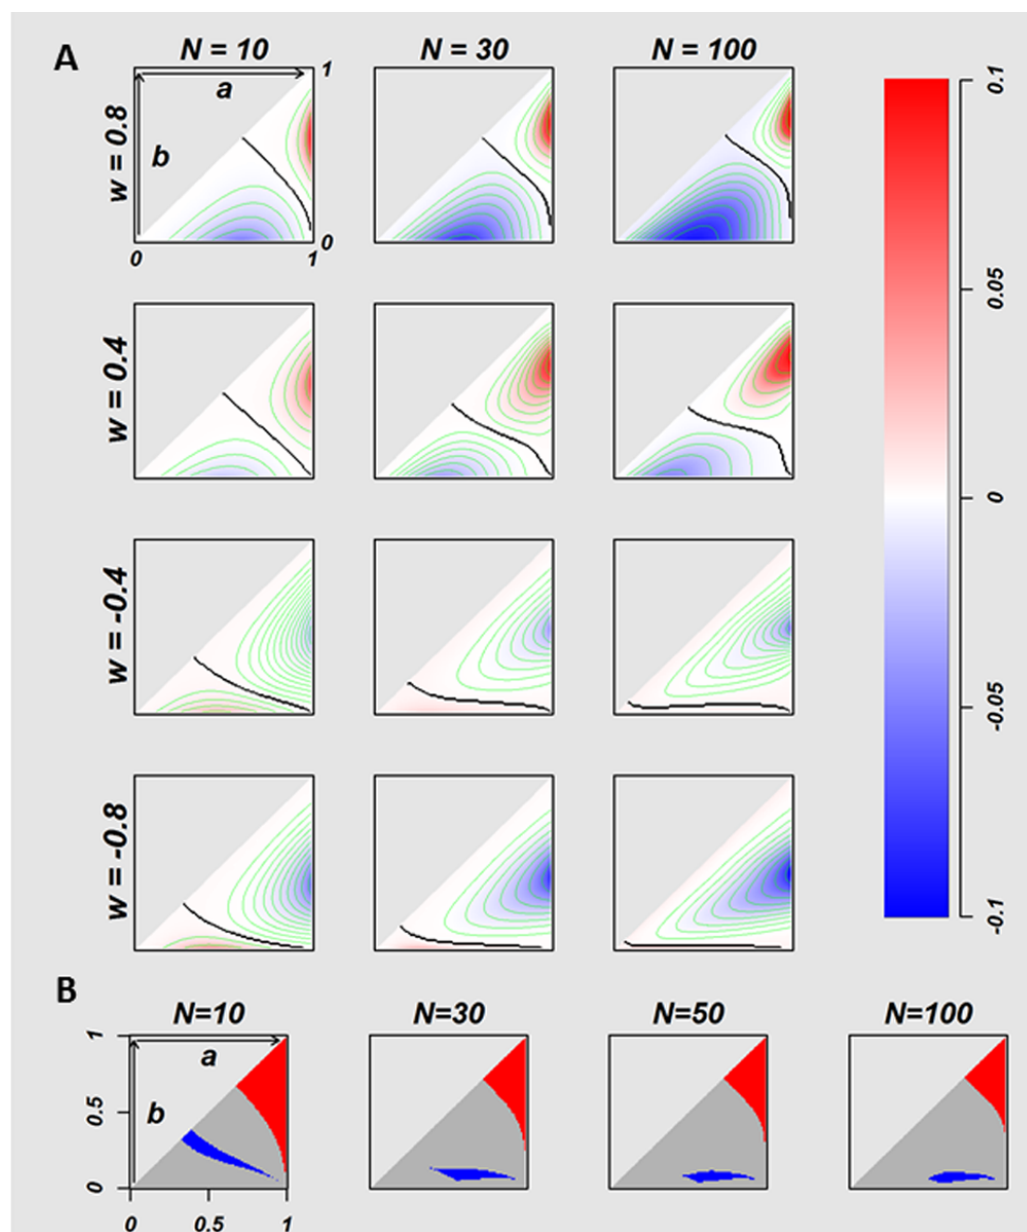 A
N = 10 N = 30 N = 100
w = 0.8
a
b
1
0
0 1
w = 0.4
w = -0.4
w = -0.8
0.1
0.05
0
-0.05
-0.1
B
N=10 N=30 N=50 N=100
a
b
1
0.5
0
0 0.5 1